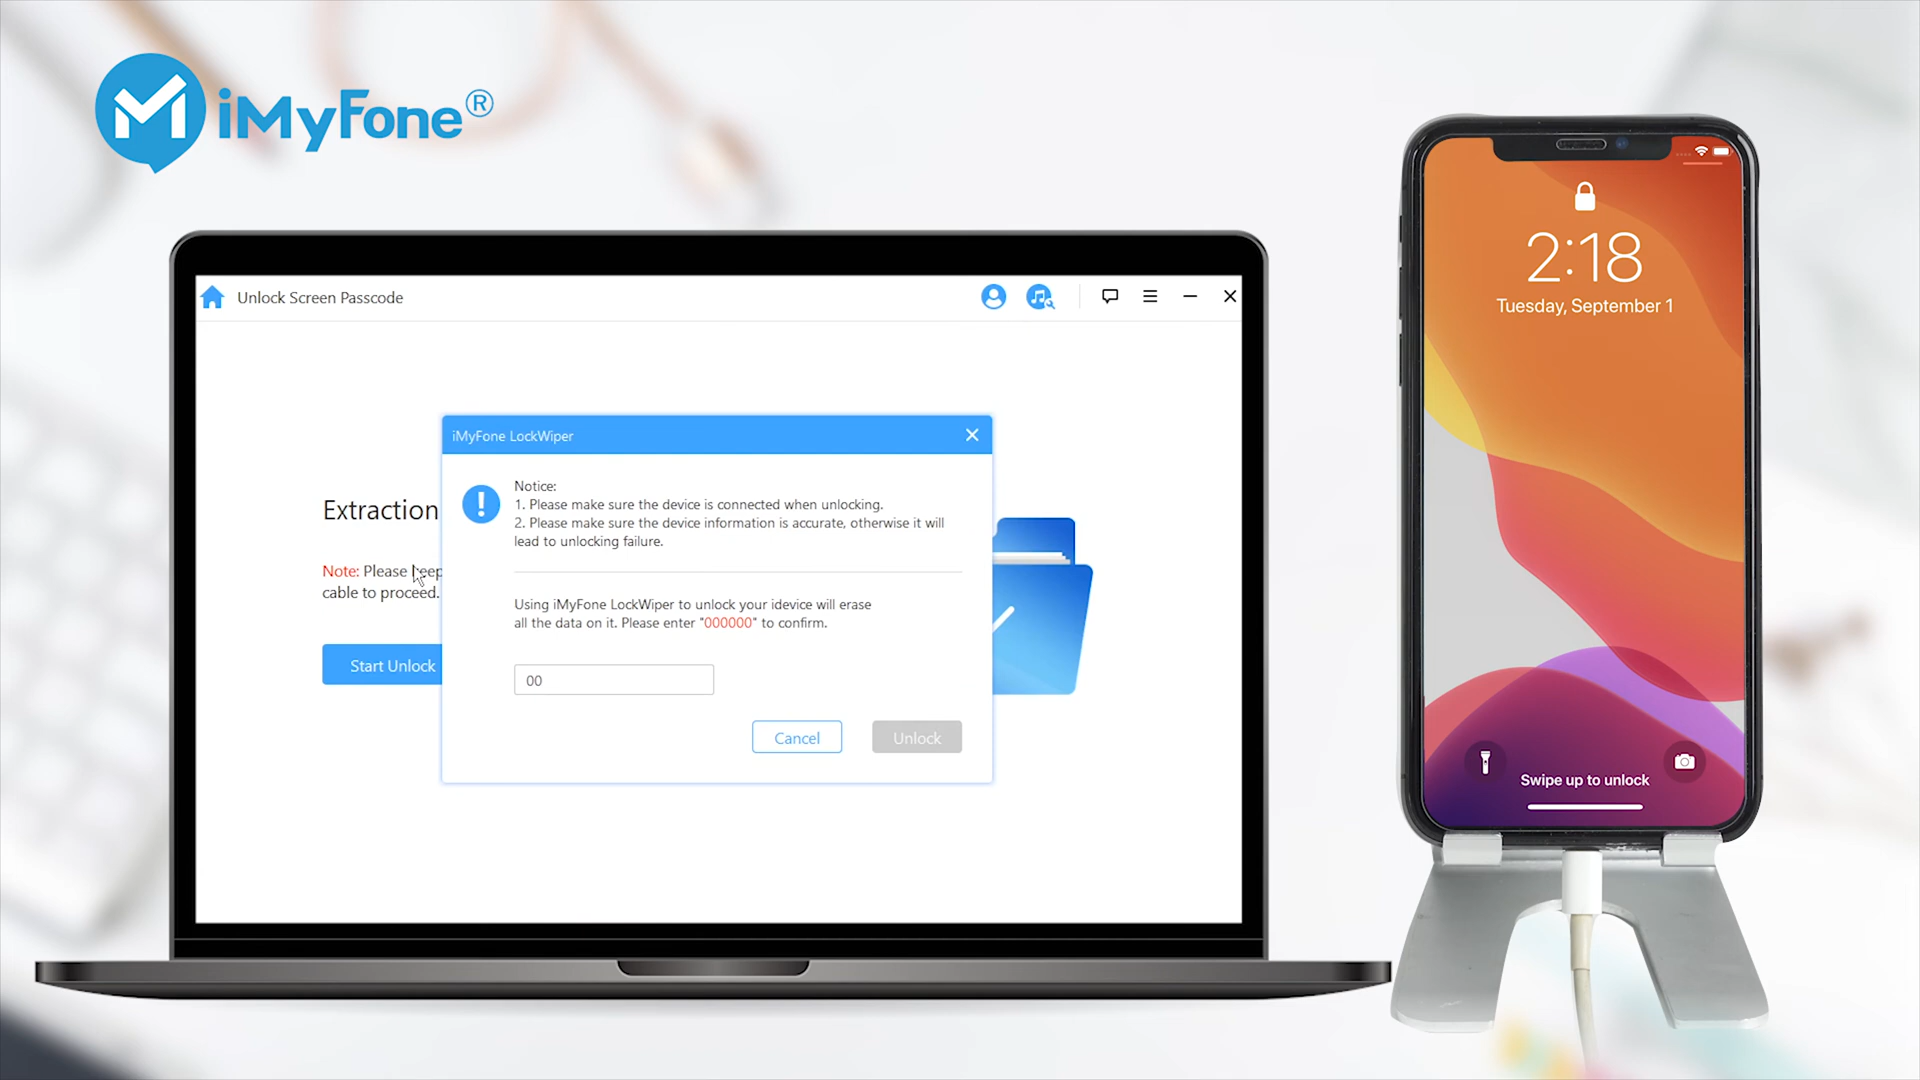 iMyFone®
Unlock Screen Passcode
iMyFone LockWiper
Notice:
1. Please make sure the device is connected when unlocking.
2. Please make sure the device information is accurate, otherwise it will
lead to unlocking failure.
Using iMyFone LockWiper to unlock your idevice will erase
all the data on it. Please enter "000000" to confirm.
00
Cancel
Unlock
Extraction
Note: Please keep
cable to proceed.
Start Unlock
2:18
Tuesday, September 1
Swipe up to unlock